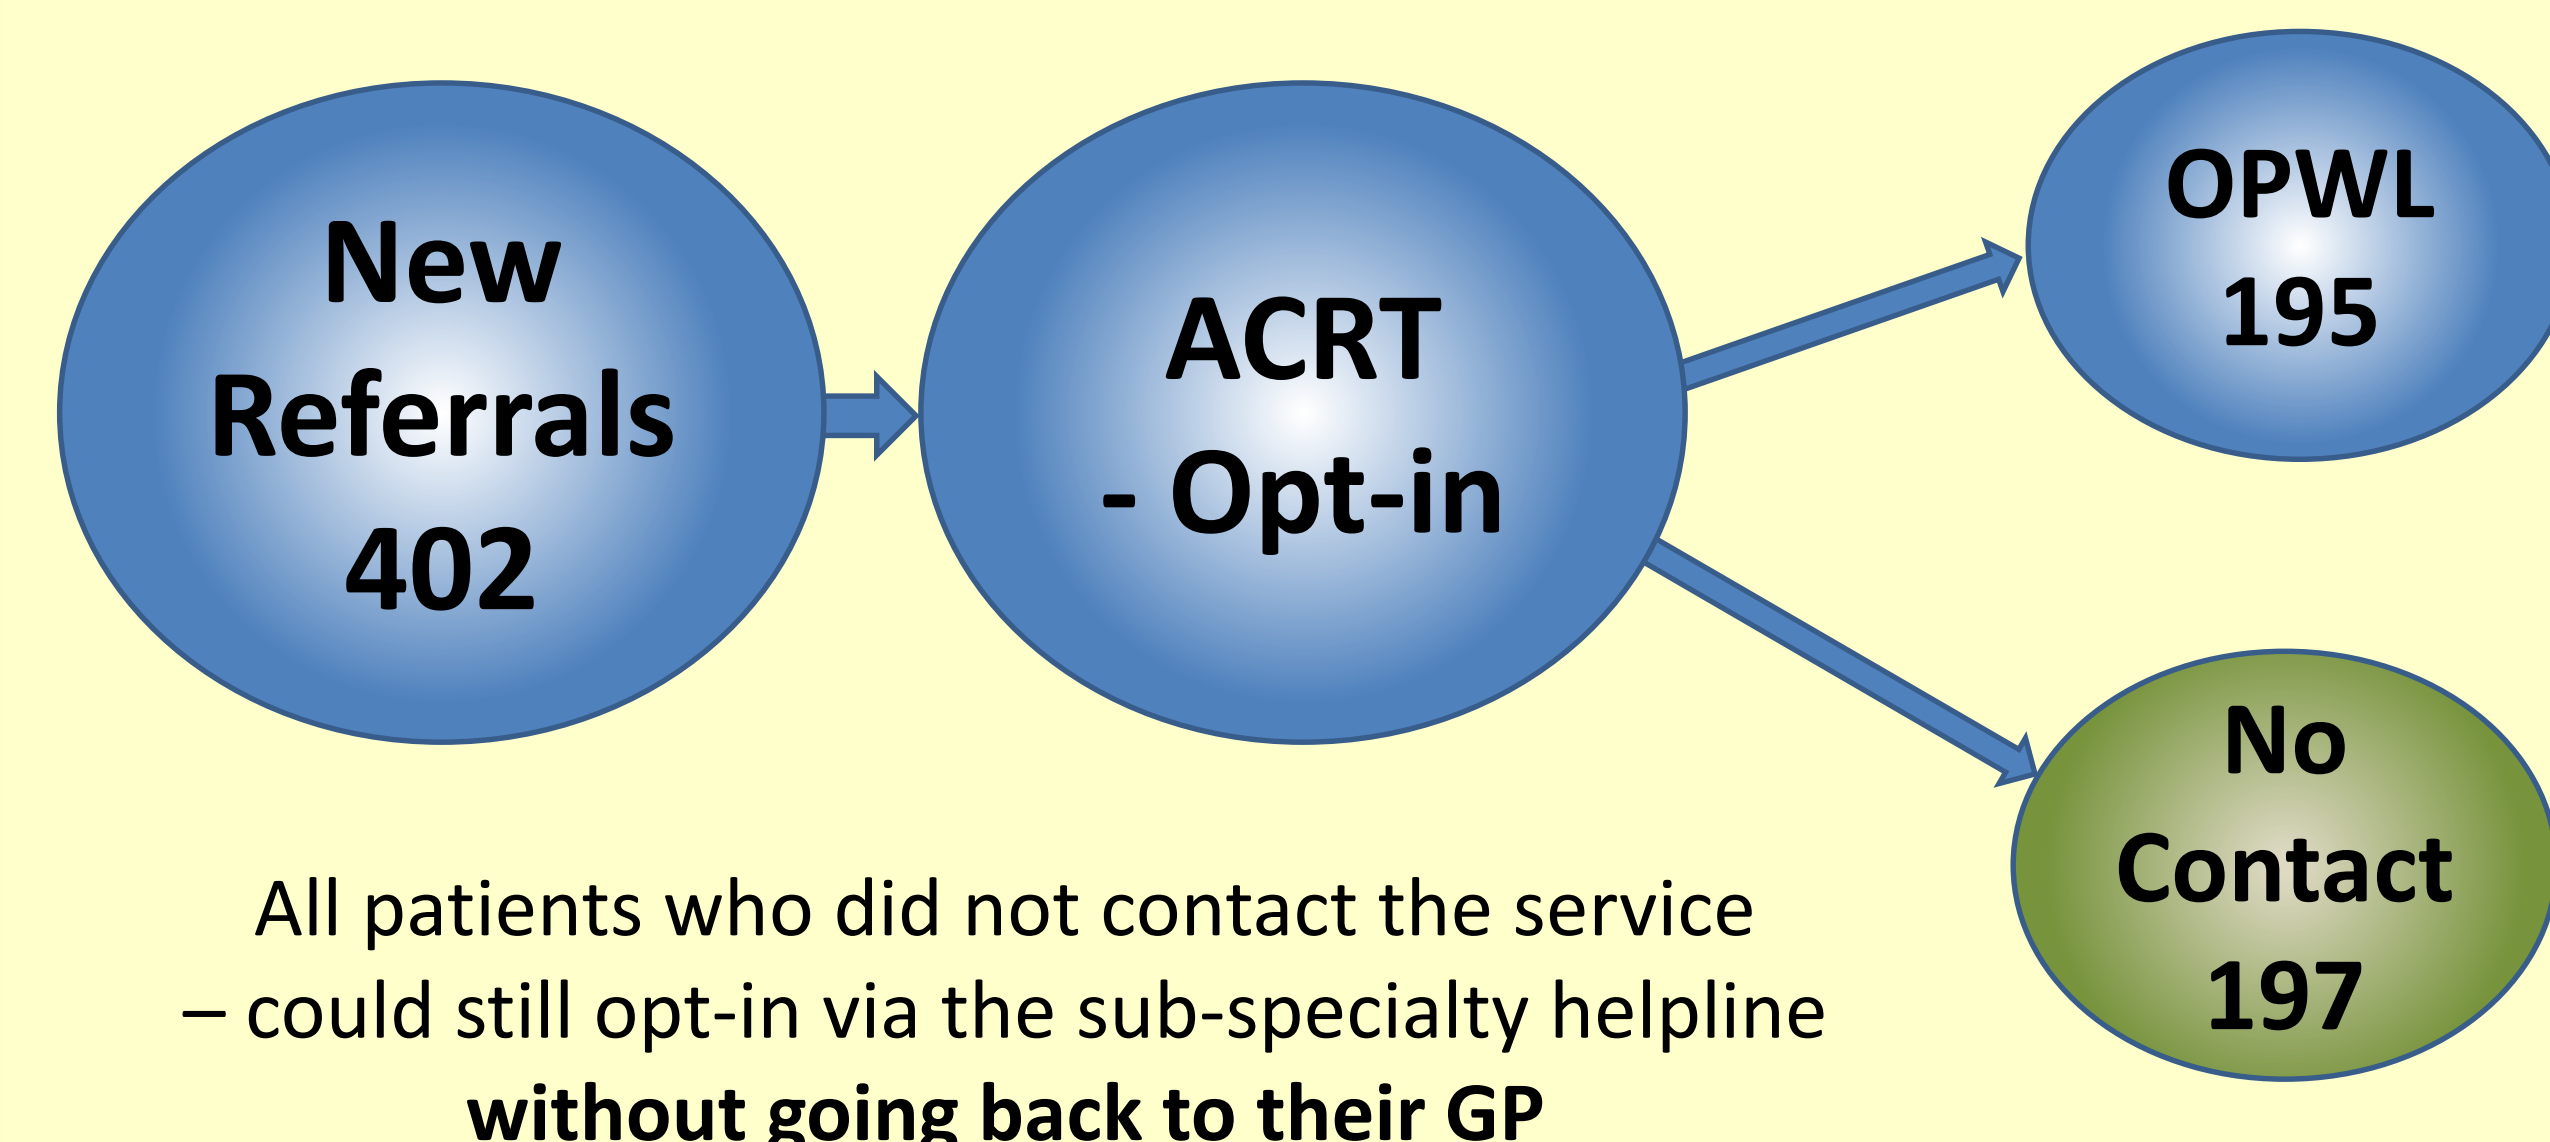 New
Referrals
402
ACRT
- Opt-in
OPWL
195
No
Contact
197
All patients who did not contact the service
– could still opt-in via the sub-specialty helpline
without going back to their GP